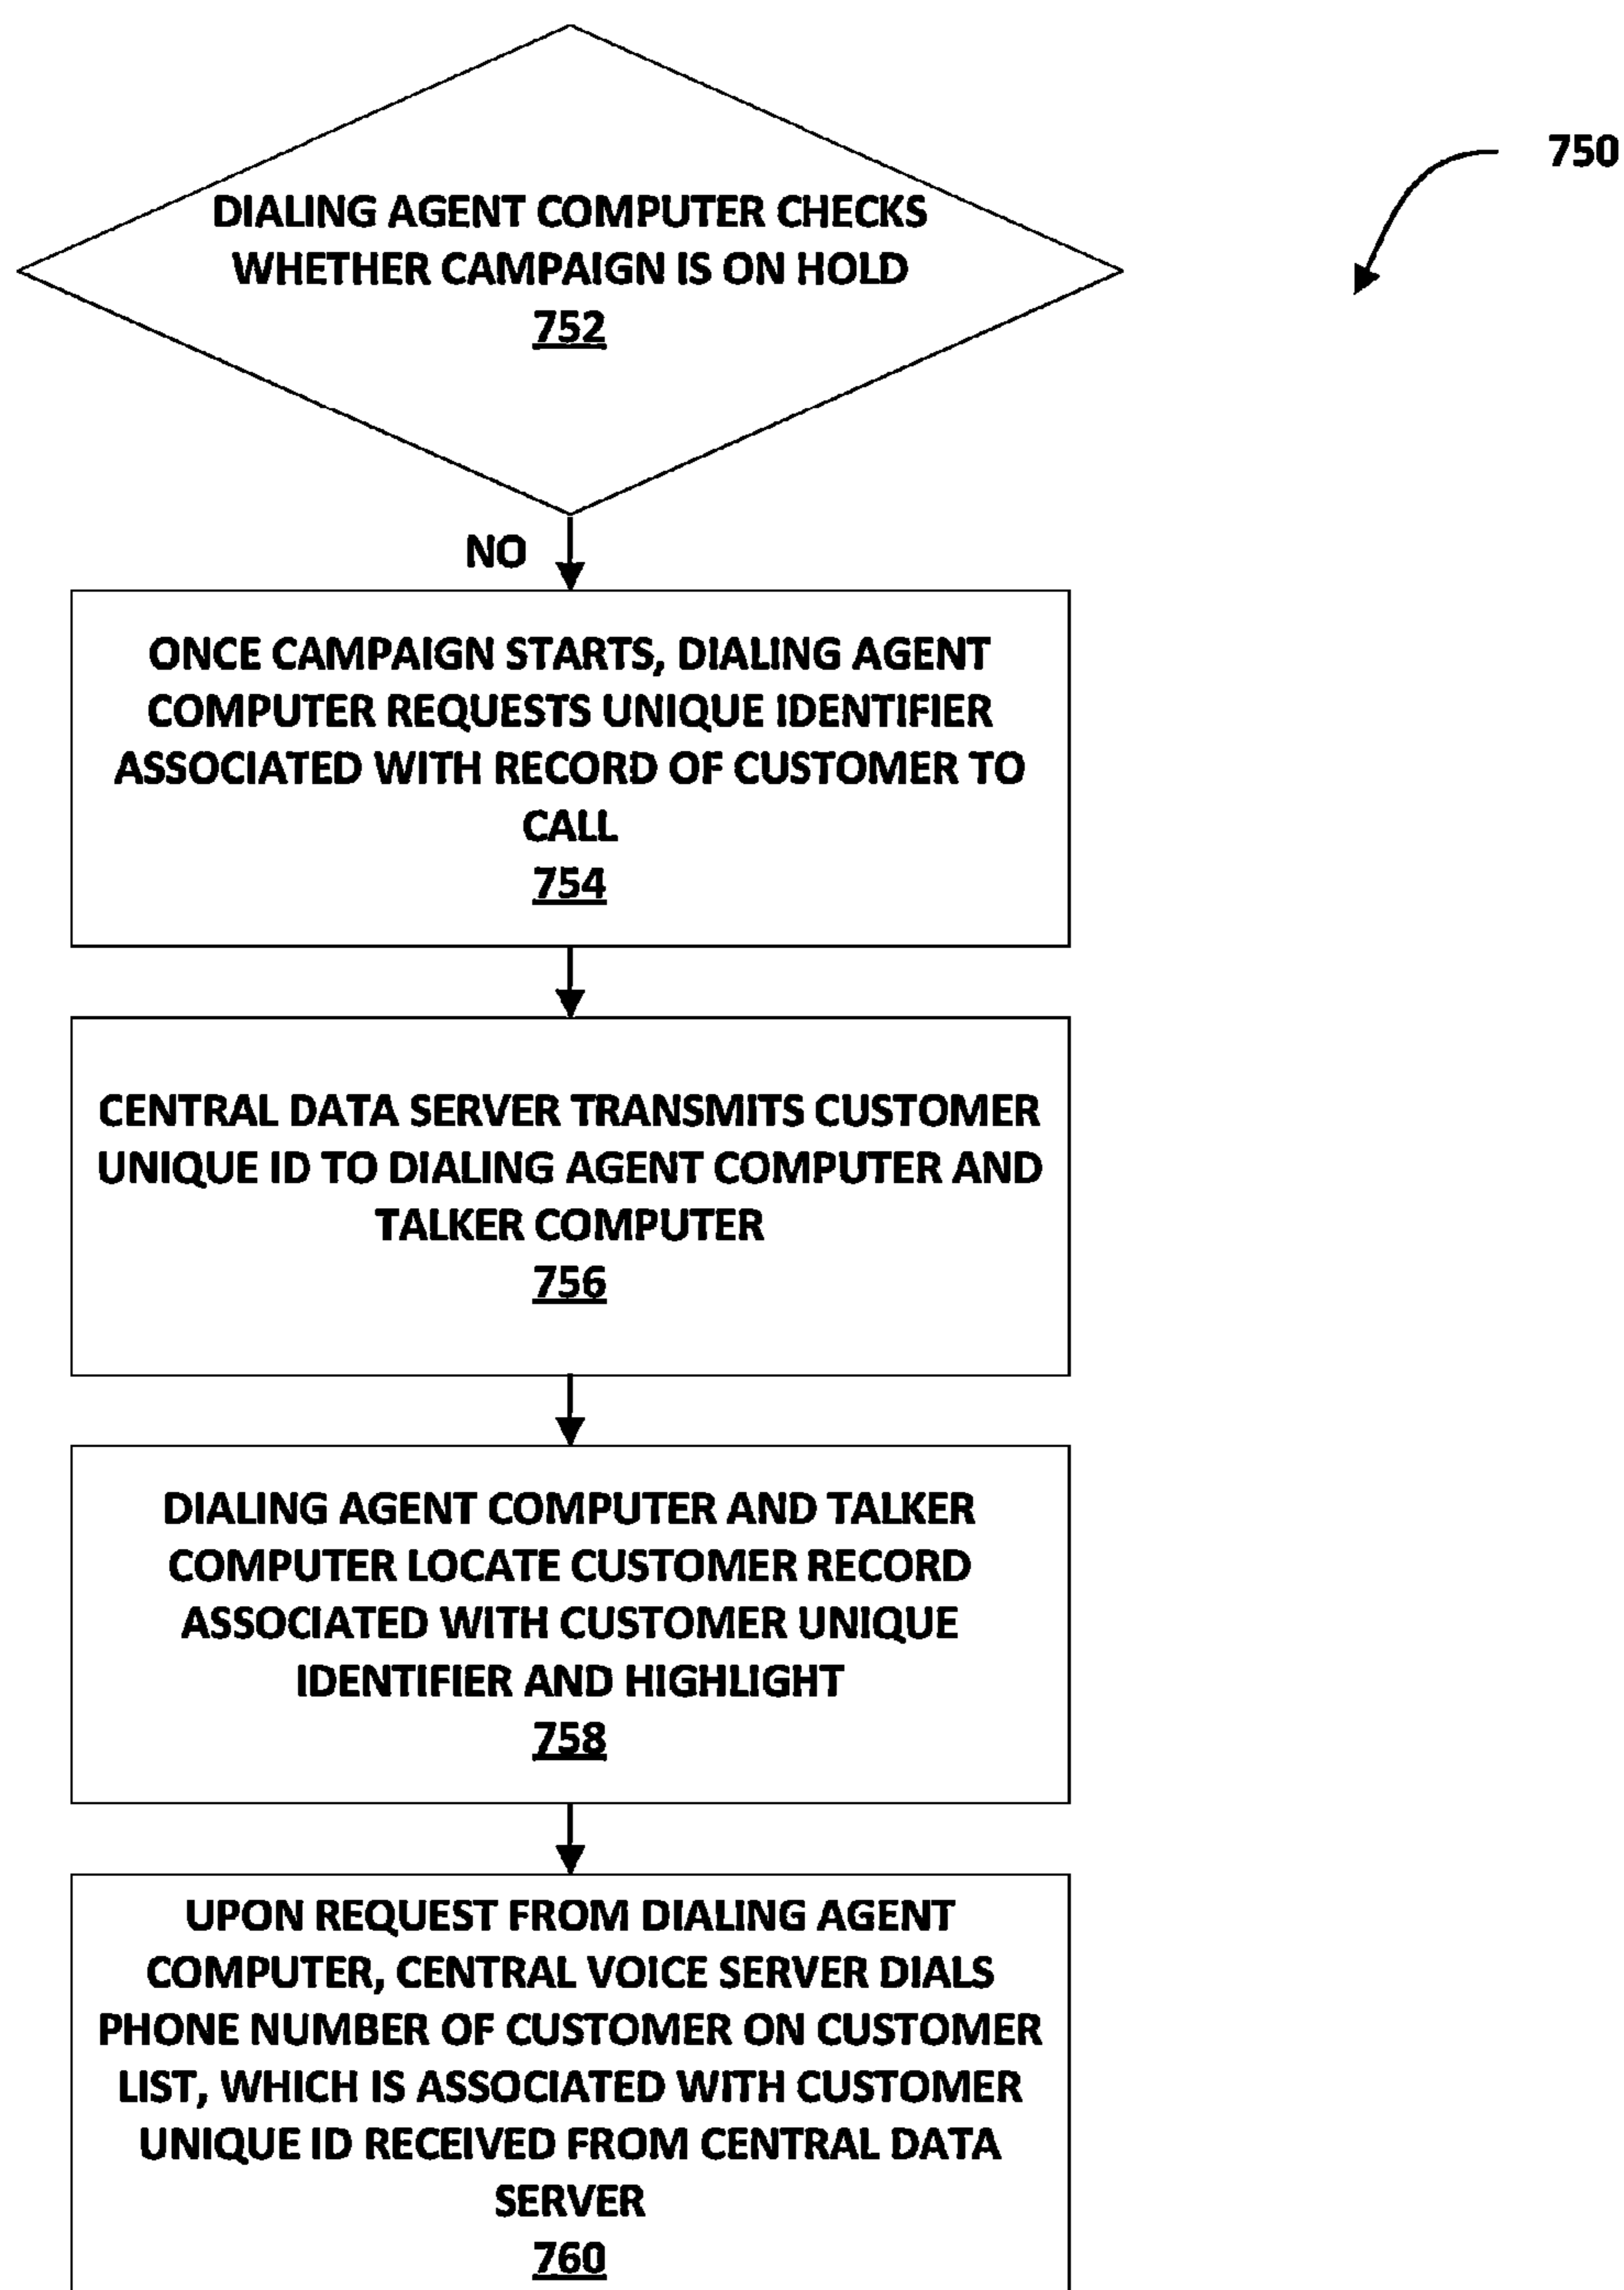 DIALING AGENT COMPUTER CHECKS
WHETHER CAMPAIGN IS ON HOLD
752
750
NO
ONCE CAMPAIGN STARTS, DIALING AGENT
COMPUTER REQUESTS UNIQUE IDENTIFIER
ASSOCIATED WITH RECORD OF CUSTOMER TO
CALL
754
CENTRAL DATA SERVER TRANSMITS CUSTOMER
UNIQUE ID TO DIALING AGENT COMPUTER AND
TALKER COMPUTER
756
DIALING AGENT COMPUTER AND TALKER
COMPUTER LOCATE CUSTOMER RECORD
ASSOCIATED WITH CUSTOMER UNIQUE
IDENTIFIER AND HIGHLIGHT
758
UPON REQUEST FROM DIALING AGENT
COMPUTER, CENTRAL VOICE SERVER DIALS
PHONE NUMBER OF CUSTOMER ON CUSTOMER
LIST, WHICH IS ASSOCIATED WITH CUSTOMER
UNIQUE ID RECEIVED FROM CENTRAL DATA
SERVER
760